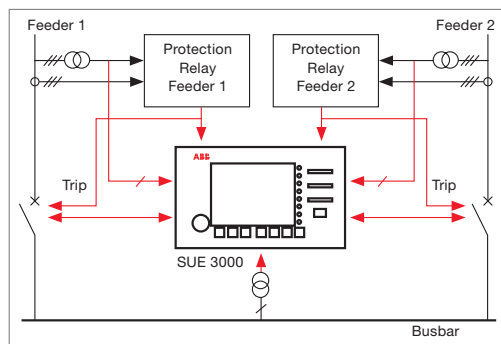 Feeder 1
Feeder 2
Protection
Relay
Feeder 1
Protection
Relay
Feeder 2
ABB
Trip
Trip
SUE 3000
Busbar